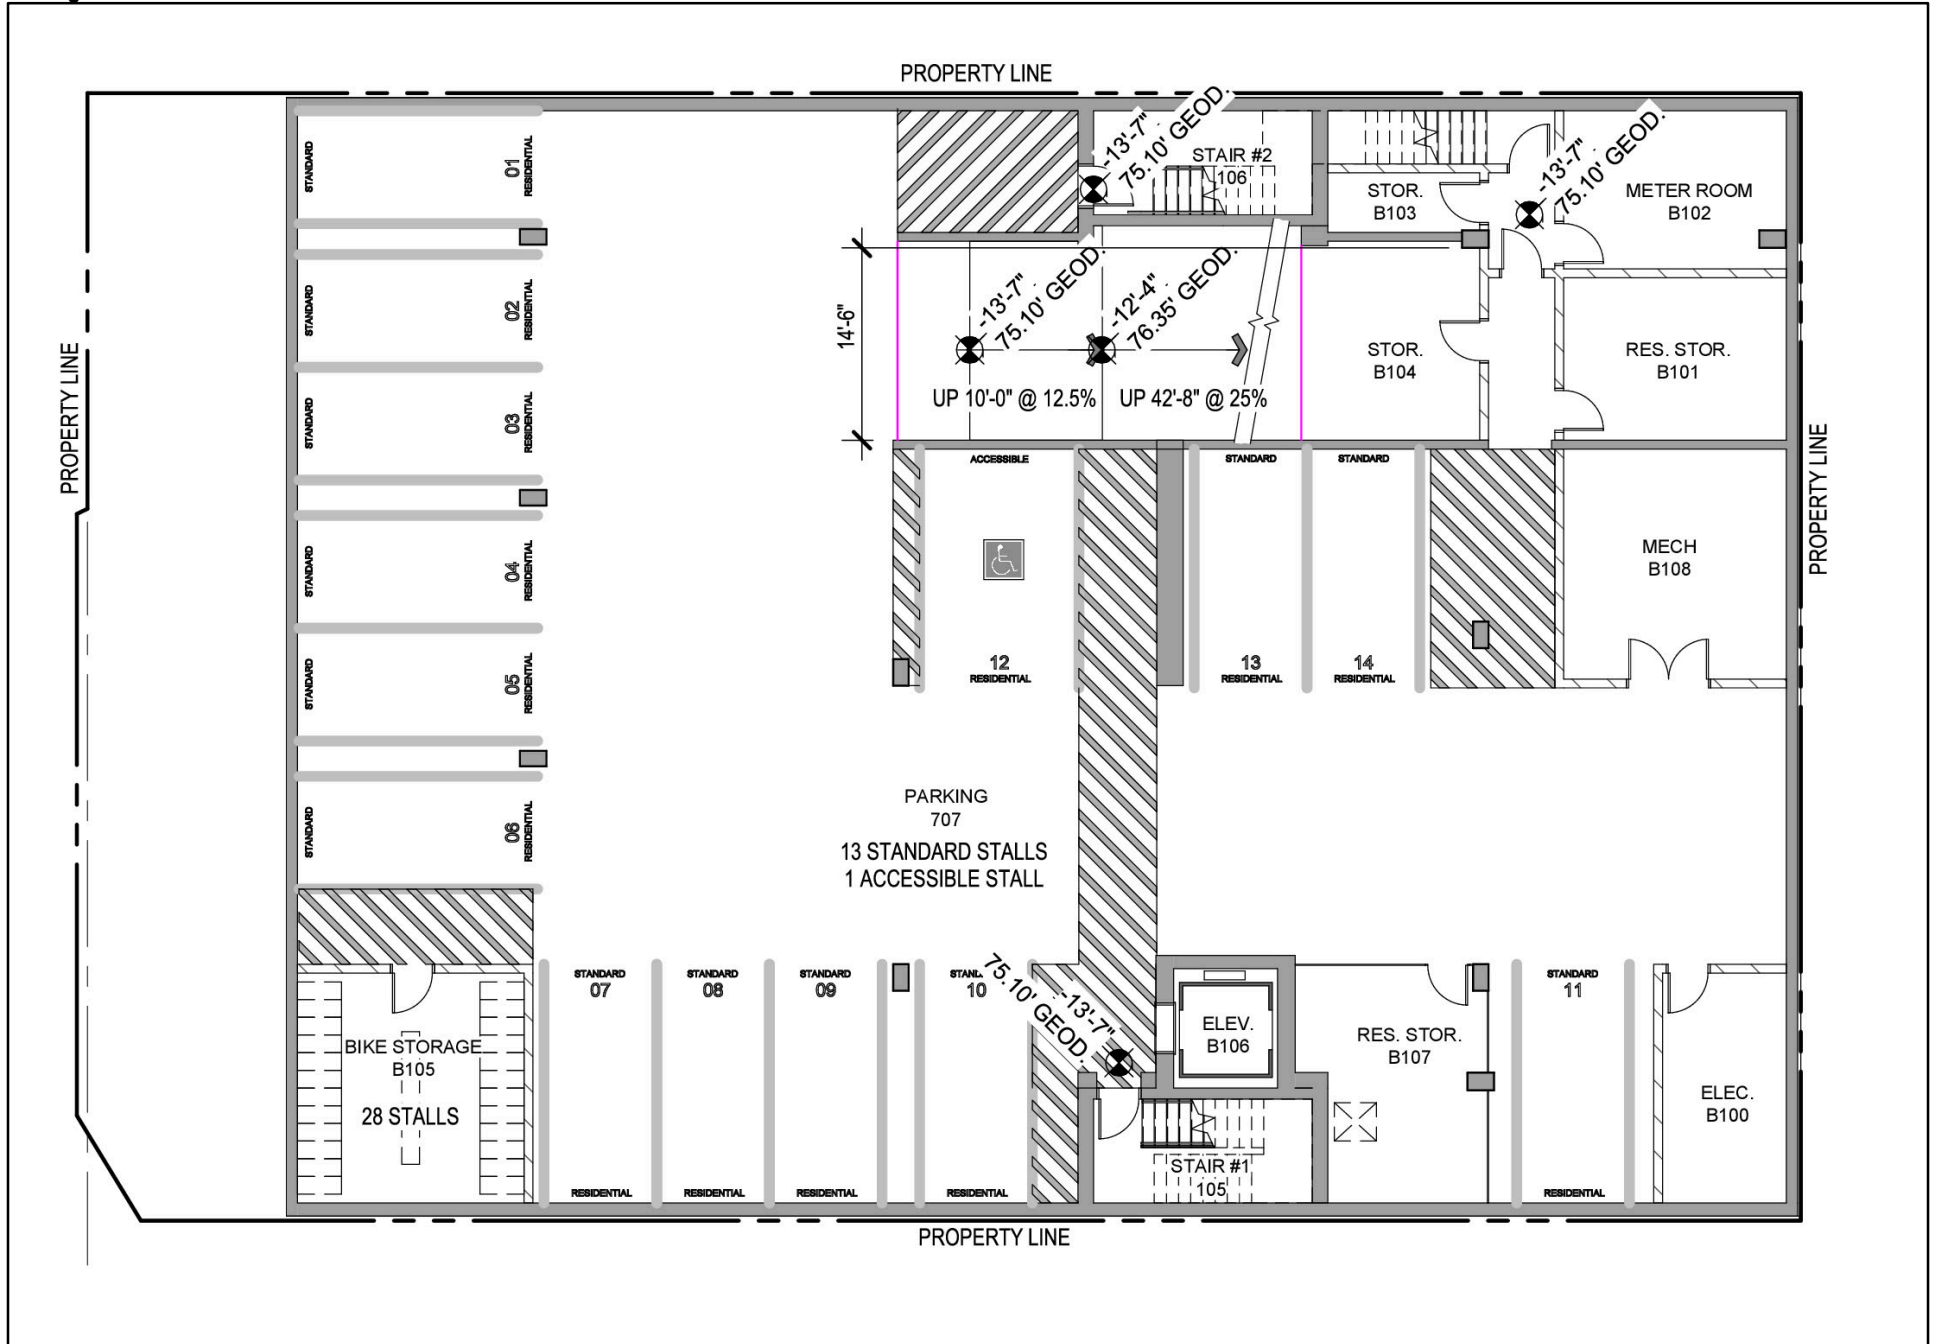 PROPERTY LINE
PROPERTY LINE
PROPERTY LINE
PROPERTY LINE
STANDARD
01
RESIDENTIAL
STANDARD
02
RESIDENTIAL
STANDARD
03
RESIDENTIAL
STANDARD
04
RESIDENTIAL
STANDARD
05
RESIDENTIAL
STANDARD
06
RESIDENTIAL
-13'-7"
75.10' GEOD.
STAIR #2
106
STOR.
B103
-13'-7"
75.10' GEOD.
METER ROOM
B102
14'-6"
-13'-7"
75.10' GEOD.
-12'-4"
76.35' GEOD.
UP 10'-0" @ 12.5%
UP 42'-8" @ 25%
STOR.
B104
RES. STOR.
B101
ACCESSIBLE
12
RESIDENTIAL
STANDARD
13
RESIDENTIAL
STANDARD
14
RESIDENTIAL
MECH
B108
PARKING
707
13 STANDARD STALLS
1 ACCESSIBLE STALL
BIKE STORAGE
B105
28 STALLS
STANDARD
07
RESIDENTIAL
STANDARD
08
RESIDENTIAL
STANDARD
09
RESIDENTIAL
10
RESIDENTIAL
-13'-7"
75.10' GEOD.
ELEV.
B106
STAIR #1
105
RES. STOR.
B107
STANDARD
11
RESIDENTIAL
ELEC.
B100